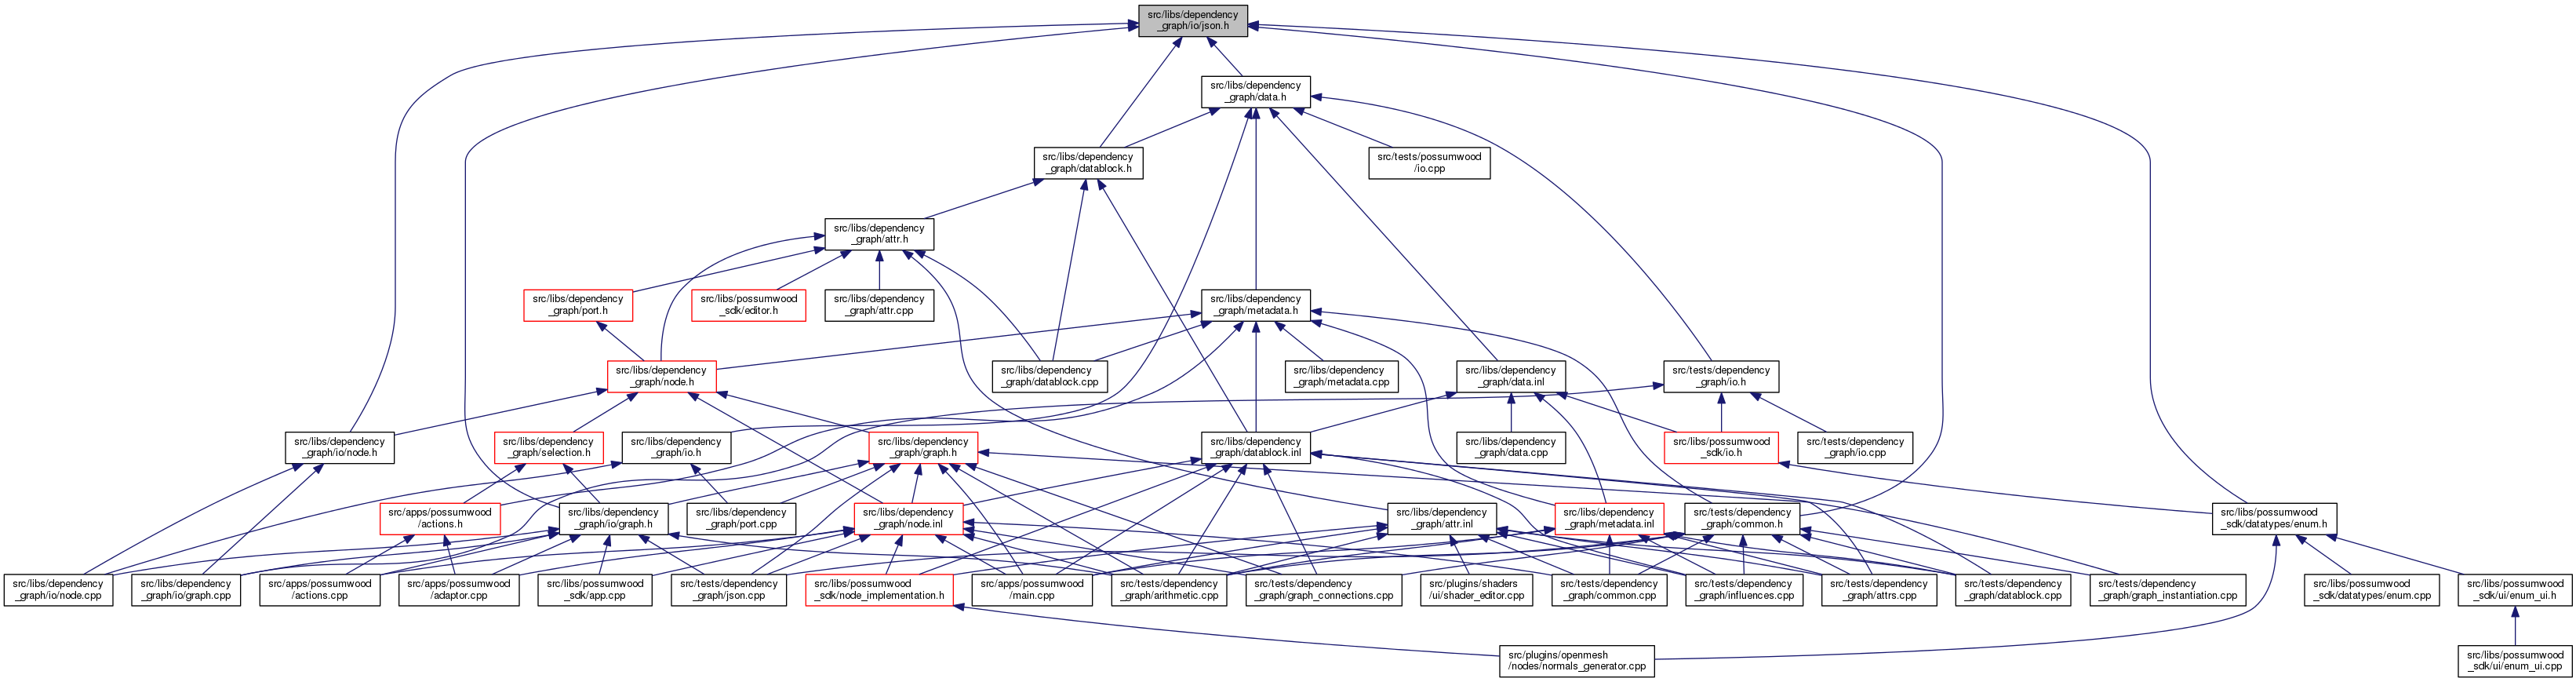 src/libs/dependency
_graph/io/json.h
src/libs/dependency
_graph/data.h
src/libs/dependency
_graph/datablock.h
src/tests/possumwood
/io.cpp
src/libs/dependency
_graph/attr.h
src/libs/dependency
_graph/port.h
src/libs/possumwood
_sdk/editor.h
src/libs/dependency
_graph/attr.cpp
src/libs/dependency
_graph/metadata.h
src/libs/dependency
_graph/node.h
src/libs/dependency
_graph/datablock.cpp
src/libs/dependency
_graph/metadata.cpp
src/libs/dependency
_graph/data.inl
src/tests/dependency
_graph/io.h
src/libs/dependency
_graph/io/node.h
src/libs/dependency
_graph/selection.h
src/libs/dependency
_graph/io.h
src/libs/dependency
_graph/graph.h
src/libs/dependency
_graph/datablock.inl
src/libs/dependency
_graph/data.cpp
src/libs/possumwood
_sdk/io.h
src/tests/dependency
_graph/io.cpp
src/apps/possumwood
/actions.h
src/libs/dependency
_graph/io/graph.h
src/libs/dependency
_graph/port.cpp
src/libs/dependency
_graph/node.inl
src/libs/dependency
_graph/attr.inl
src/libs/dependency
_graph/metadata.inl
src/tests/dependency
_graph/common.h
src/libs/possumwood
_sdk/datatypes/enum.h
src/libs/dependency
_graph/io/node.cpp
src/libs/dependency
_graph/io/graph.cpp
src/apps/possumwood
/actions.cpp
src/apps/possumwood
/adaptor.cpp
src/libs/possumwood
_sdk/app.cpp
src/tests/dependency
_graph/json.cpp
src/libs/possumwood
_sdk/node_implementation.h
src/apps/possumwood
/main.cpp
src/tests/dependency
_graph/arithmetic.cpp
src/tests/dependency
_graph/graph_connections.cpp
src/plugins/shaders
/ui/shader_editor.cpp
src/tests/dependency
_graph/common.cpp
src/tests/dependency
_graph/influences.cpp
src/tests/dependency
_graph/attrs.cpp
src/tests/dependency
_graph/datablock.cpp
src/tests/dependency
_graph/graph_instantiation.cpp
src/libs/possumwood
_sdk/datatypes/enum.cpp
src/libs/possumwood
_sdk/ui/enum_ui.h
src/plugins/openmesh
/nodes/normals_generator.cpp
src/libs/possumwood
_sdk/ui/enum_ui.cpp